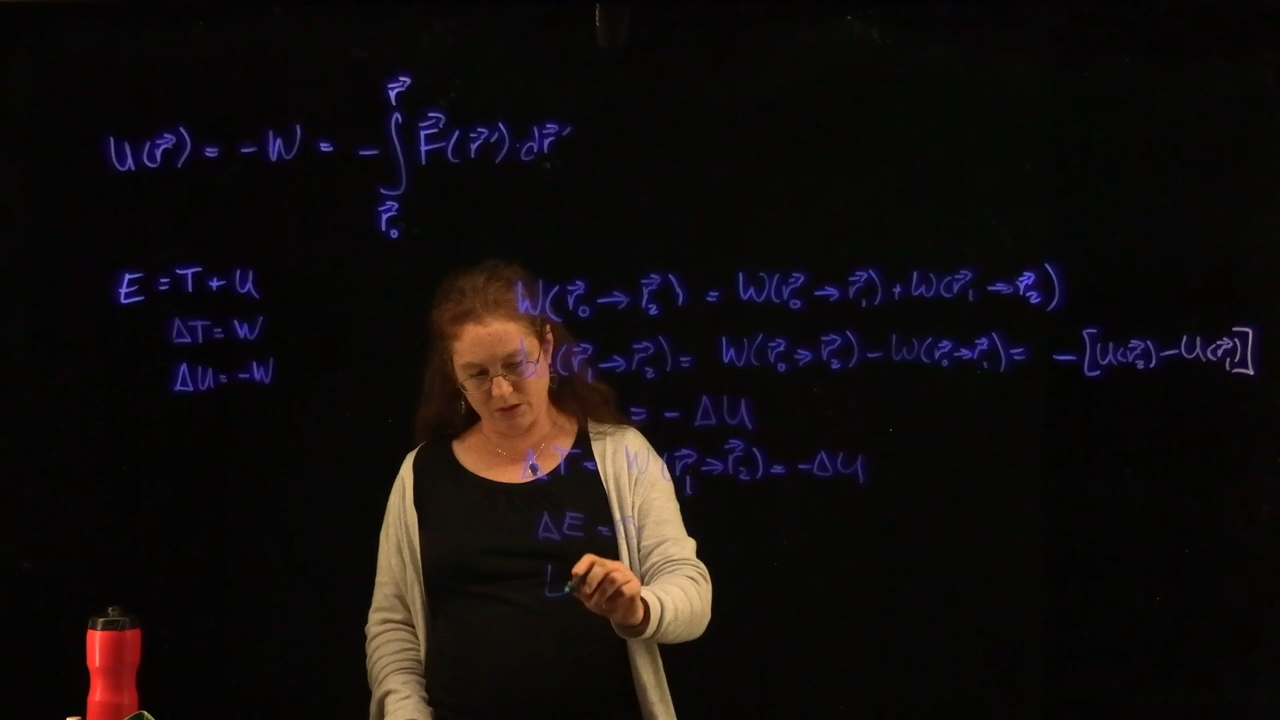 U(r⃗) = -W = -∫_{r⃗₀}^{r⃗} F⃗(r⃗')·dr⃗'
E = T + U
ΔT = W
ΔU = -W
W(r⃗₀ → r⃗₂) = W(r⃗₀ → r⃗₁) + W(r⃗₁ → r⃗₂)
(r⃗₁ → r⃗₂) = W(r⃗₀ → r⃗₂) - W(r⃗₀ → r⃗₁) = -[U(r⃗₂) - U(r⃗₁)]
= -ΔU
ΔT = W(r⃗₁ → r⃗₂) = -ΔU
ΔE =